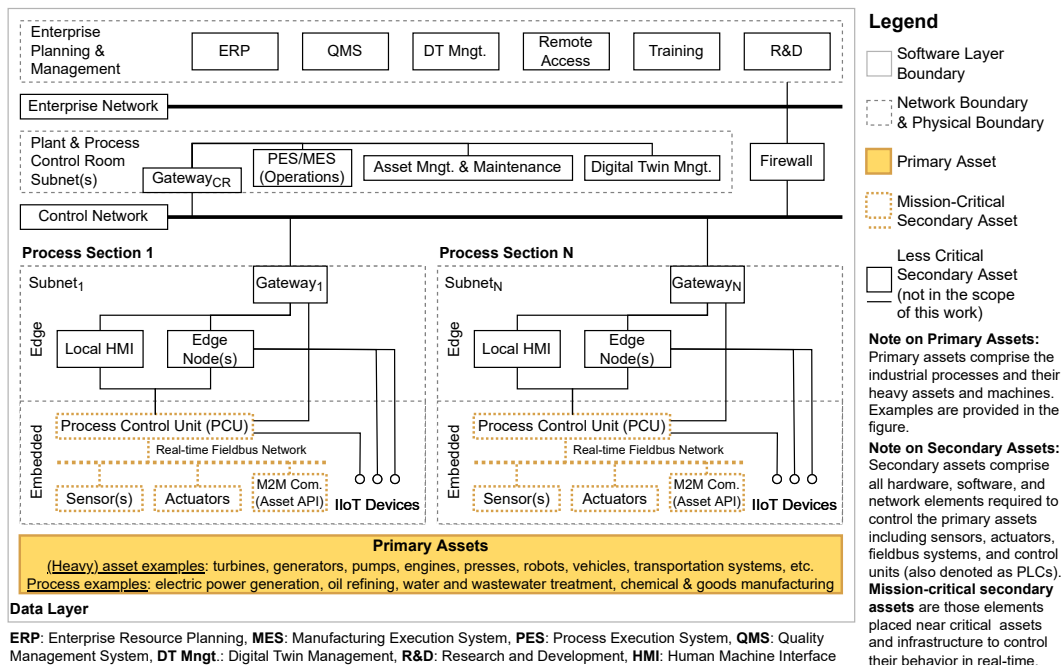 Enterprise
Planning &
Management
ERP
QMS
DT Mngt.
Remote
Access
Training
R&D
Enterprise Network
Plant & Process
Control Room
Subnet(s)
GatewayCR
PES/MES
(Operations)
Asset Mngt. & Maintenance
Digital Twin Mngt.
Firewall
Control Network
Process Section 1
Subnet1
Gateway1
Edge
Local HMI
Edge
Node(s)
Embedded
Process Control Unit (PCU)
Real-time Fieldbus Network
Sensor(s)
Actuators
M2M Com.
(Asset API)
IIoT Devices
Process Section N
SubnetN
GatewayN
Edge
Local HMI
Edge
Node(s)
Embedded
Process Control Unit (PCU)
Real-time Fieldbus Network
Sensor(s)
Actuators
M2M Com.
(Asset API)
IIoT Devices
Primary Assets
(Heavy) asset examples: turbines, generators, pumps, engines, presses, robots, vehicles, transportation systems, etc.
Process examples: electric power generation, oil refining, water and wastewater treatment, chemical & goods manufacturing
Data Layer
ERP: Enterprise Resource Planning, MES: Manufacturing Execution System, PES: Process Execution System, QMS: Quality
Management System, DT Mngt.: Digital Twin Management, R&D: Research and Development, HMI: Human Machine Interface
Legend
Software Layer
Boundary
Network Boundary
& Physical Boundary
Primary Asset
Mission-Critical
Secondary Asset
Less Critical
Secondary Asset
(not in the scope
of this work)
Note on Primary Assets:
Primary assets comprise the
industrial processes and their
heavy assets and machines.
Examples are provided in the
figure.
Note on Secondary Assets:
Secondary assets comprise
all hardware, software, and
network elements required to
control the primary assets
including sensors, actuators,
fieldbus systems, and control
units (also denoted as PLCs).
Mission-critical secondary
assets are those elements
placed near critical assets
and infrastructure to control
their behavior in real-time.